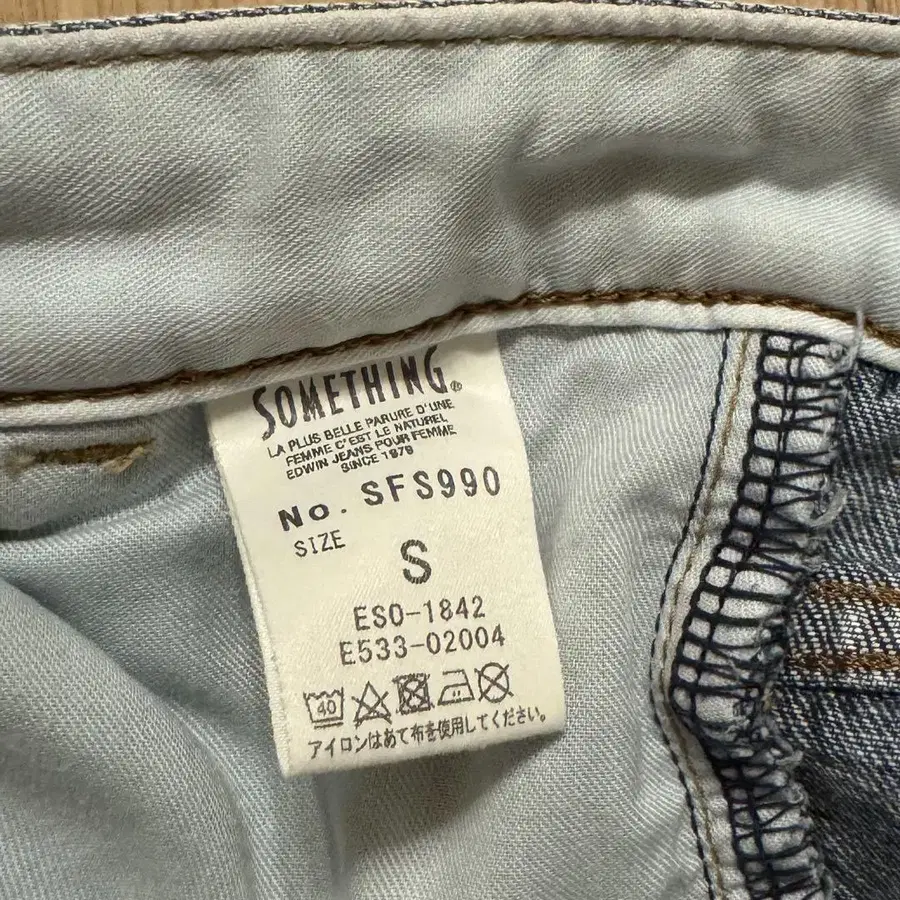 SOMETHING®
LA PLUS BELLE PARURE D'UNE
FEMME C'EST LE NATUREL
EDWIN JEANS POUR FEMME
SINCE 1979
No. SFS990
SIZE
S
ES0-1842
E533-02004
40
アイロンはあて布を使用してください。